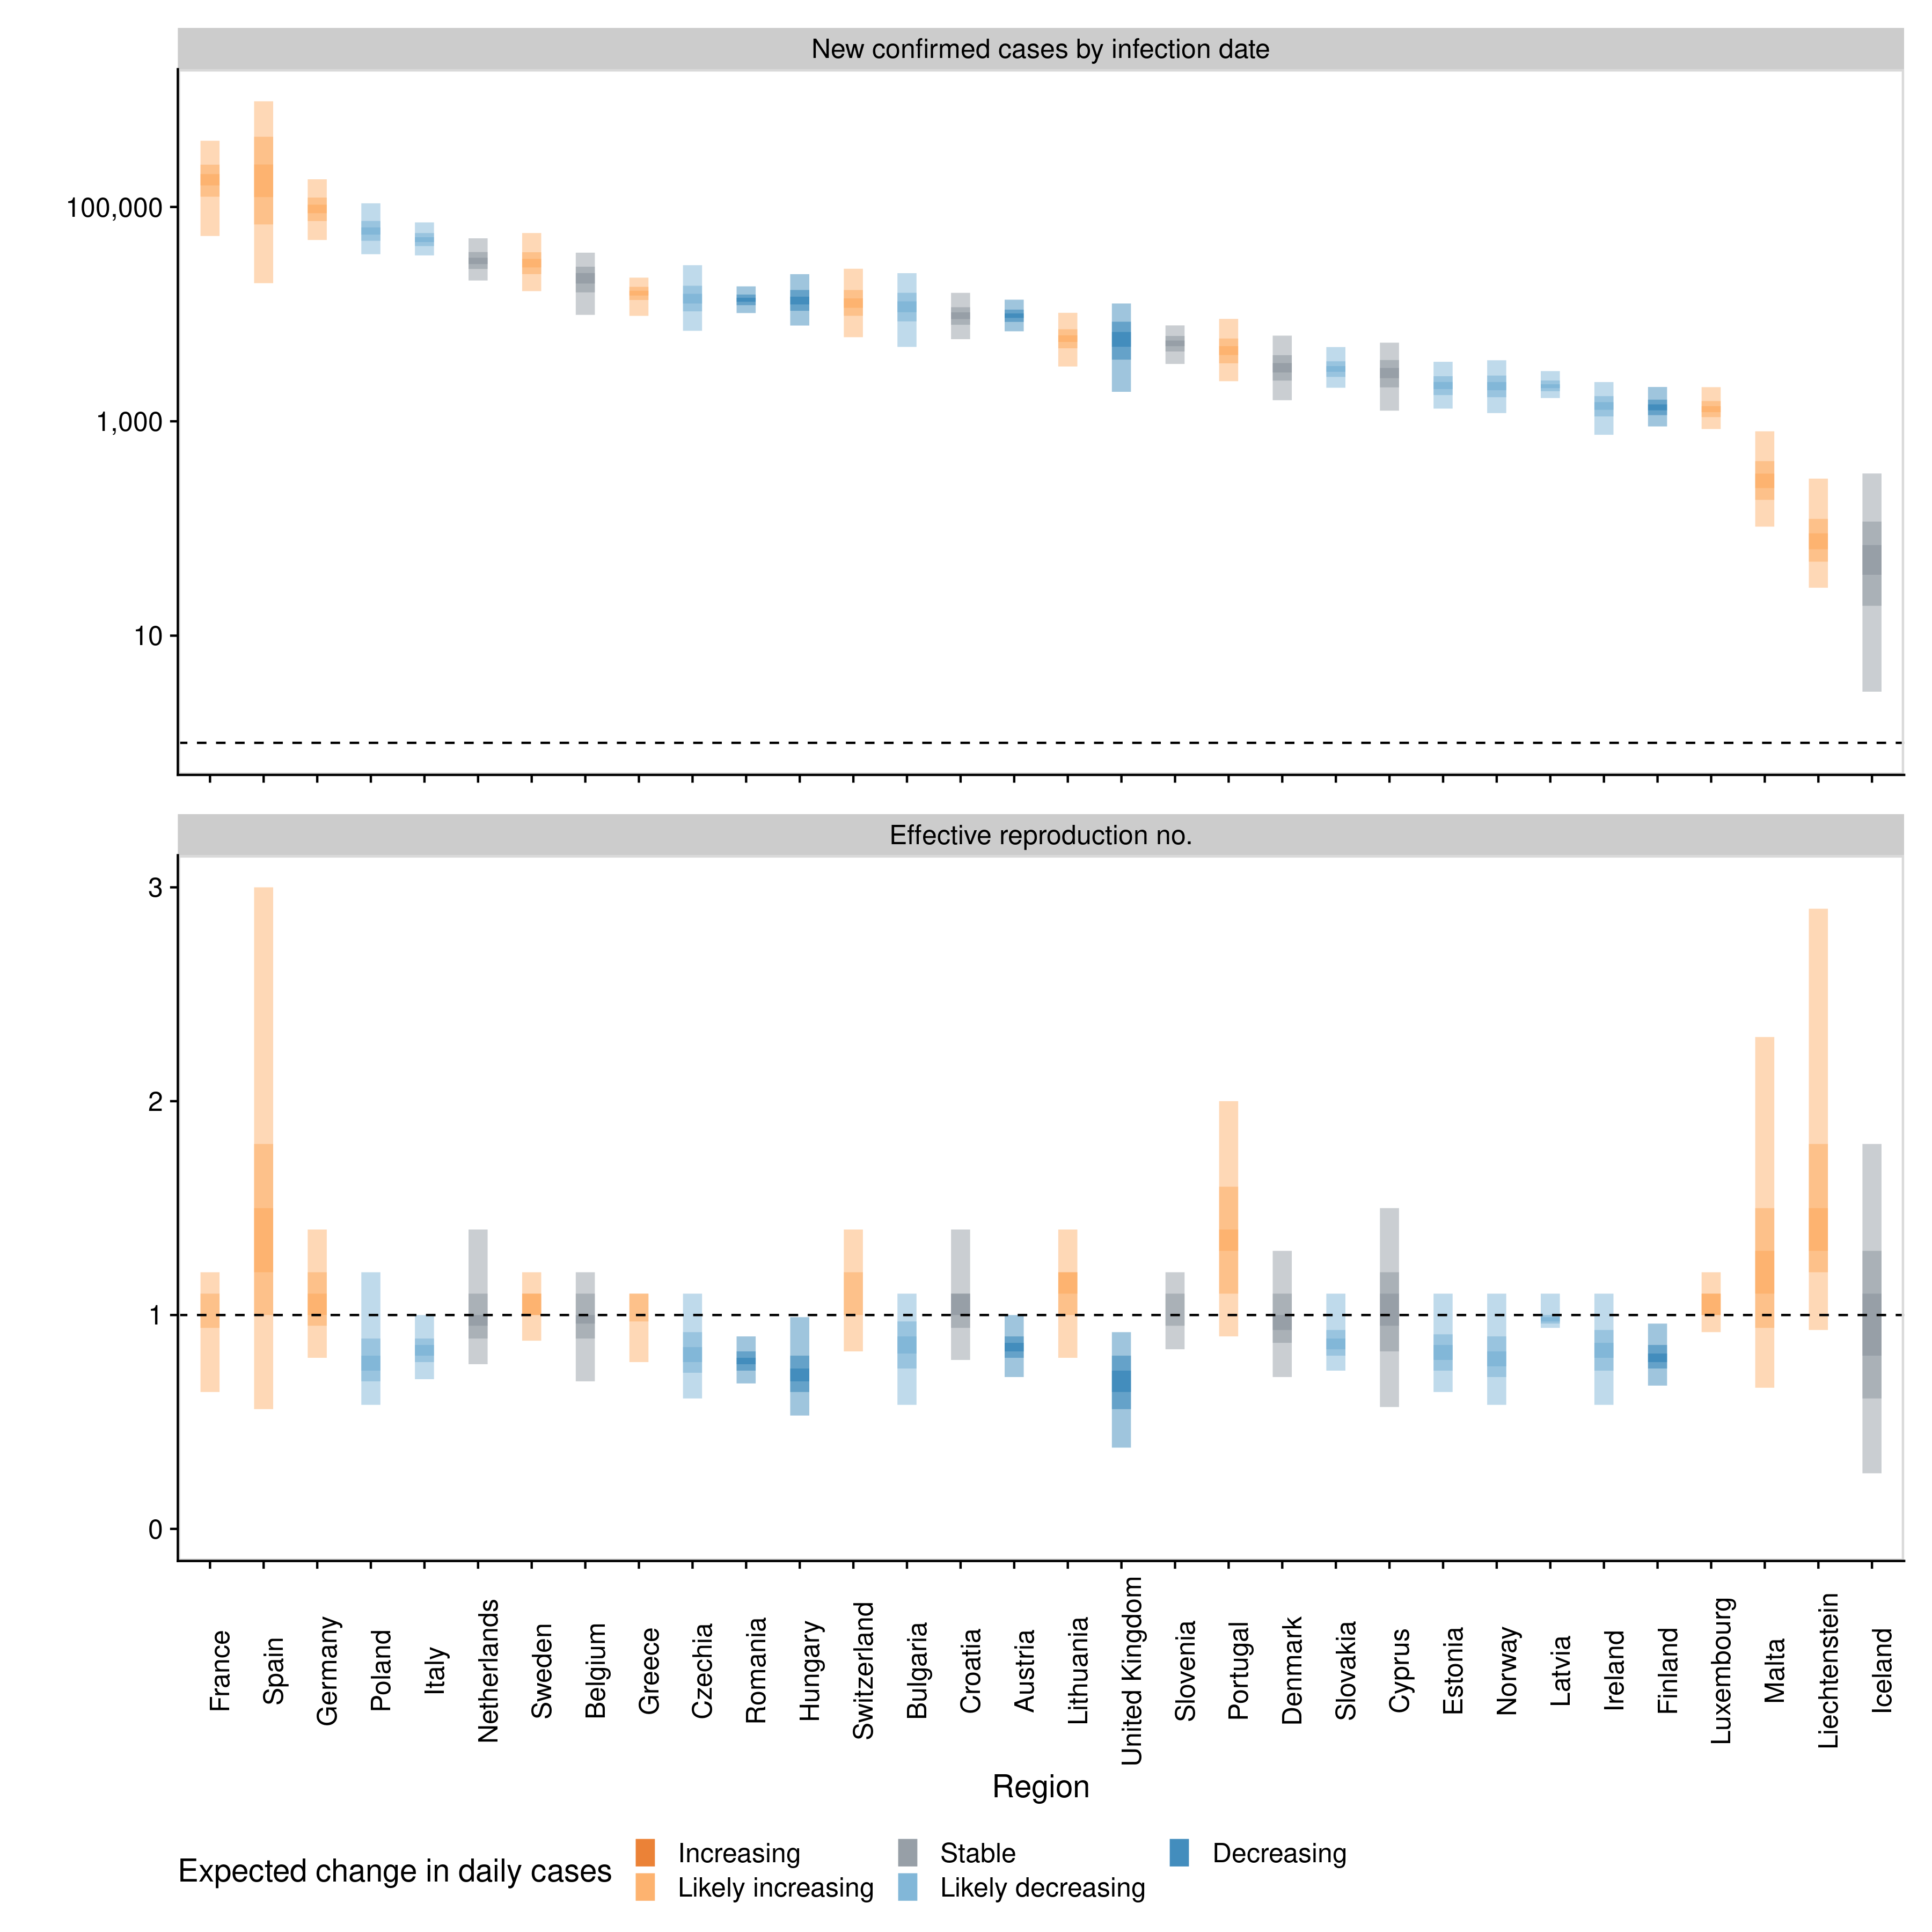 New confirmed cases by infection date
100,000
1,000
10
Effective reproduction no.
3
2
1
0
France
Spain
Germany
Poland
Italy
Netherlands
Sweden
Belgium
Greece
Czechia
Romania
Hungary
Switzerland
Bulgaria
Croatia
Austria
Lithuania
United Kingdom
Slovenia
Portugal
Denmark
Slovakia
Cyprus
Estonia
Norway
Latvia
Ireland
Finland
Luxembourg
Malta
Liechtenstein
Iceland
Region
Expected change in daily cases
Increasing
Likely increasing
Stable
Likely decreasing
Decreasing